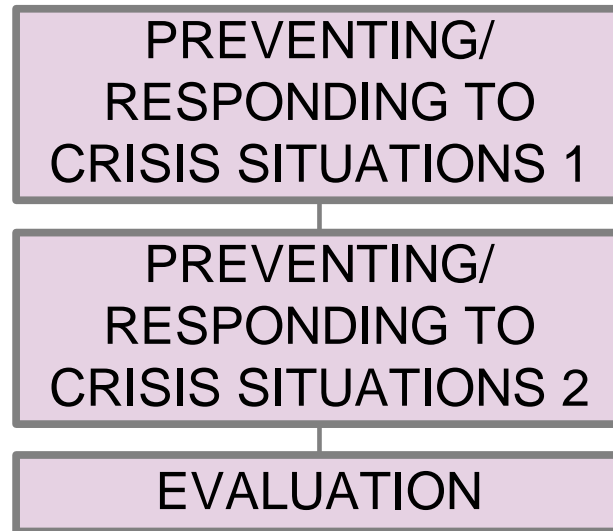 PREVENTING/
RESPONDING TO
CRISIS SITUATIONS 1
PREVENTING/
RESPONDING TO
CRISIS SITUATIONS 2
EVALUATION